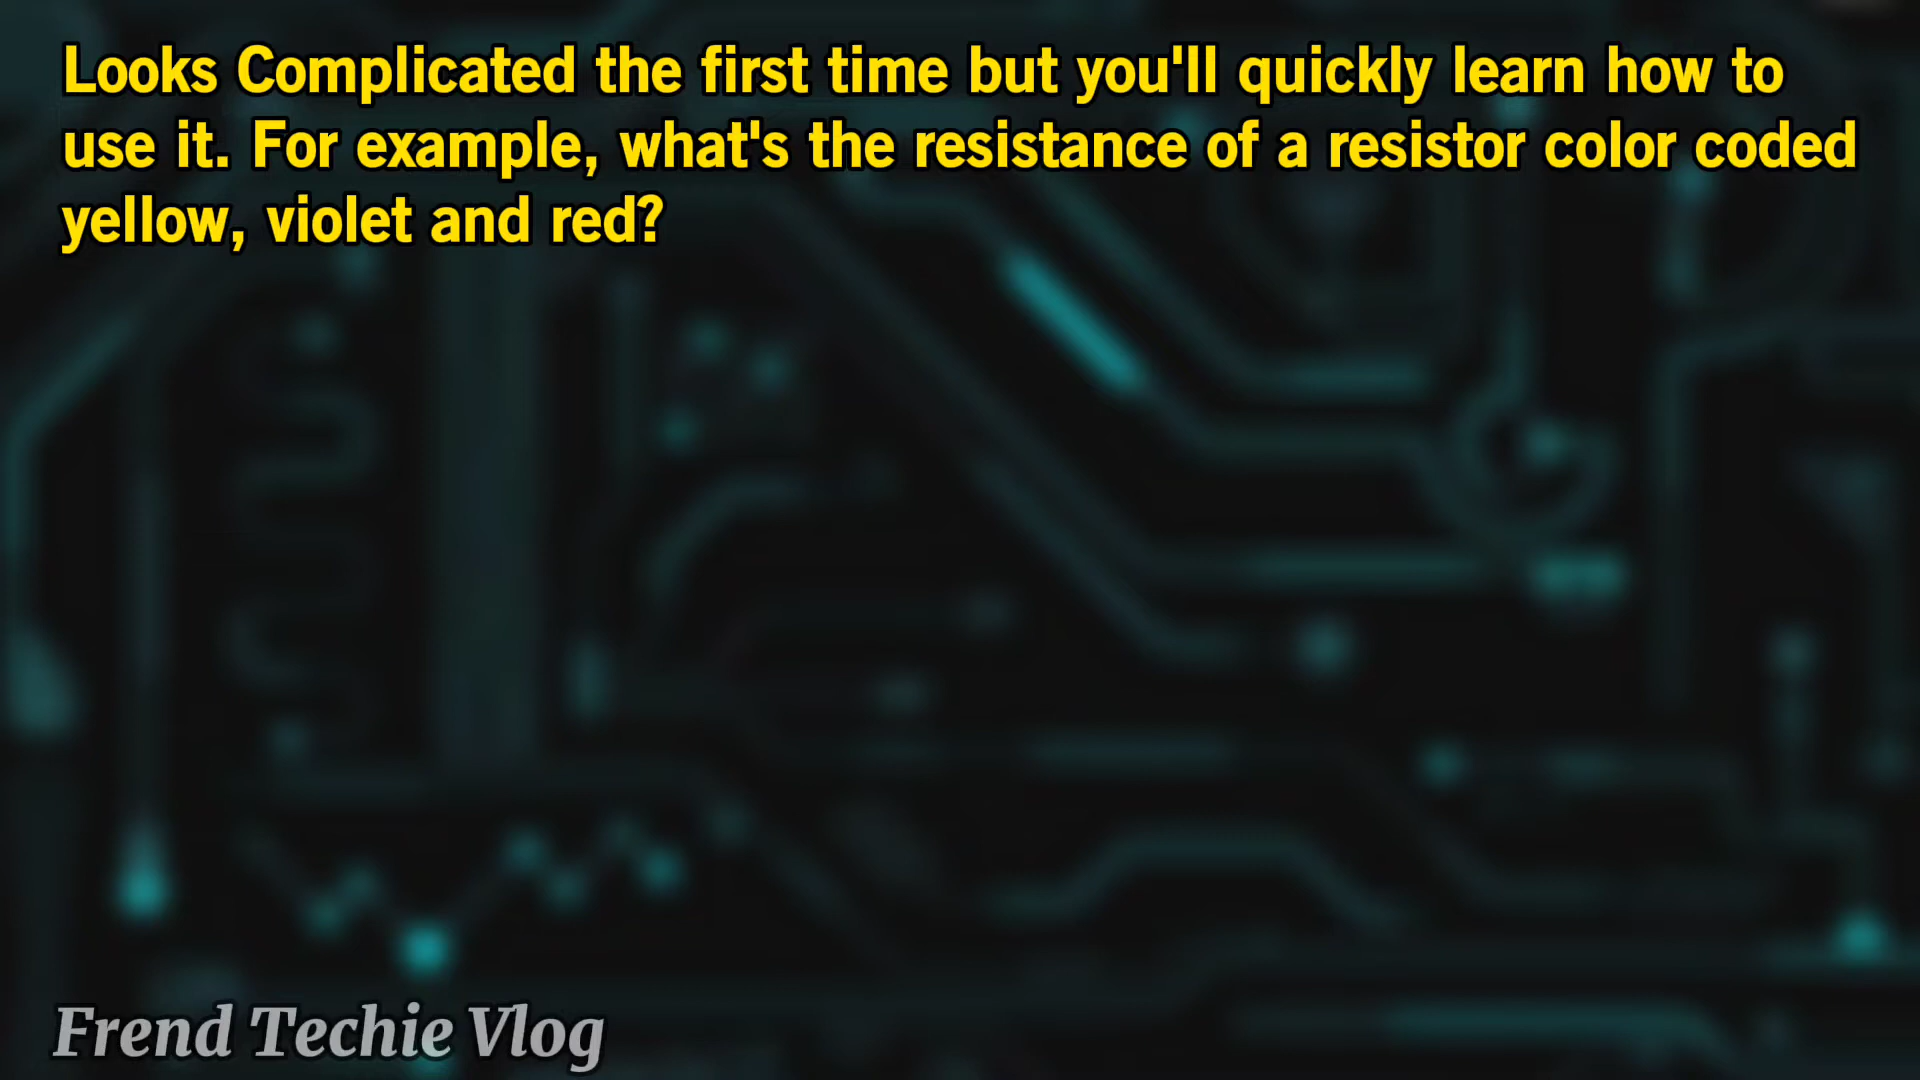 Looks Complicated the first time but you'll quickly learn how to
use it. For example, what's the resistance of a resistor color coded
yellow, violet and red?
Frend Techie Vlog